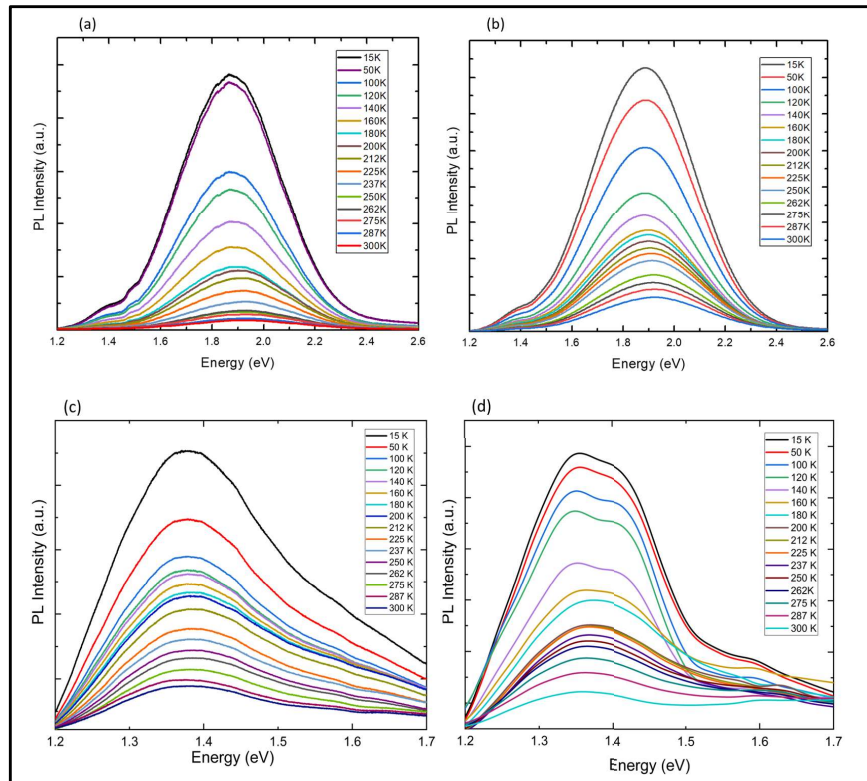 (a)
15K
50K
100K
120K
140K
160K
180K
200K
212K
225K
237K
250K
262K
275K
287K
300K
PL Intensity (a.u.)
1.2 1.4 1.6 1.8 2.0 2.2 2.4 2.6
Energy (eV)
(b)
15K
50K
100K
120K
140K
160K
180K
200K
212K
225K
250K
262K
275K
287K
300K
PL Intensity (a.u.)
1.2 1.4 1.6 1.8 2.0 2.2 2.4 2.6
Energy (eV)
(c)
15 K
50 K
100 K
120 K
140 K
160 K
180 K
200 K
212 K
225 K
237 K
250 K
262 K
275 K
287 K
300 K
PL Intensity (a.u.)
1.2 1.3 1.4 1.5 1.6 1.7
Energy (eV)
(d)
15 K
50 K
100 K
120 K
140 K
160 K
180 K
200 K
212 K
225 K
237 K
250 K
262K
275 K
287 K
300 K
PL Intensity (a.u.)
1.2 1.3 1.4 1.5 1.6 1.7
Energy (eV)